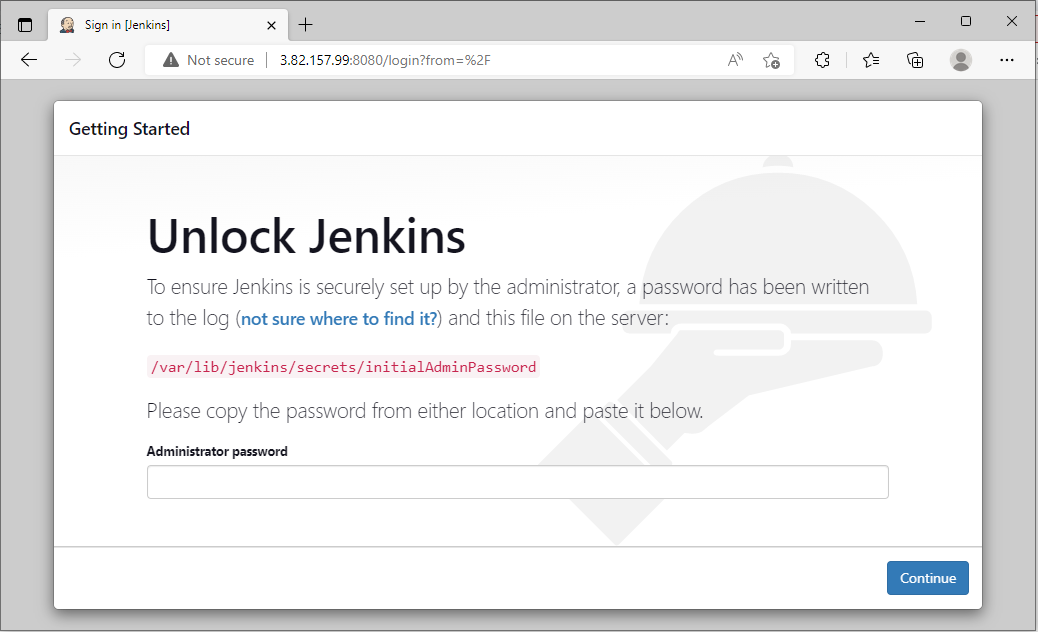 Sign in [Jenkins]
Not secure
3.82.157.99:8080/login?from=%2F
Getting Started
Unlock Jenkins
To ensure Jenkins is securely set up by the administrator, a password has been written
to the log (not sure where to find it?) and this file on the server:
/var/lib/jenkins/secrets/initialAdminPassword
Please copy the password from either location and paste it below.
Administrator password
Continue